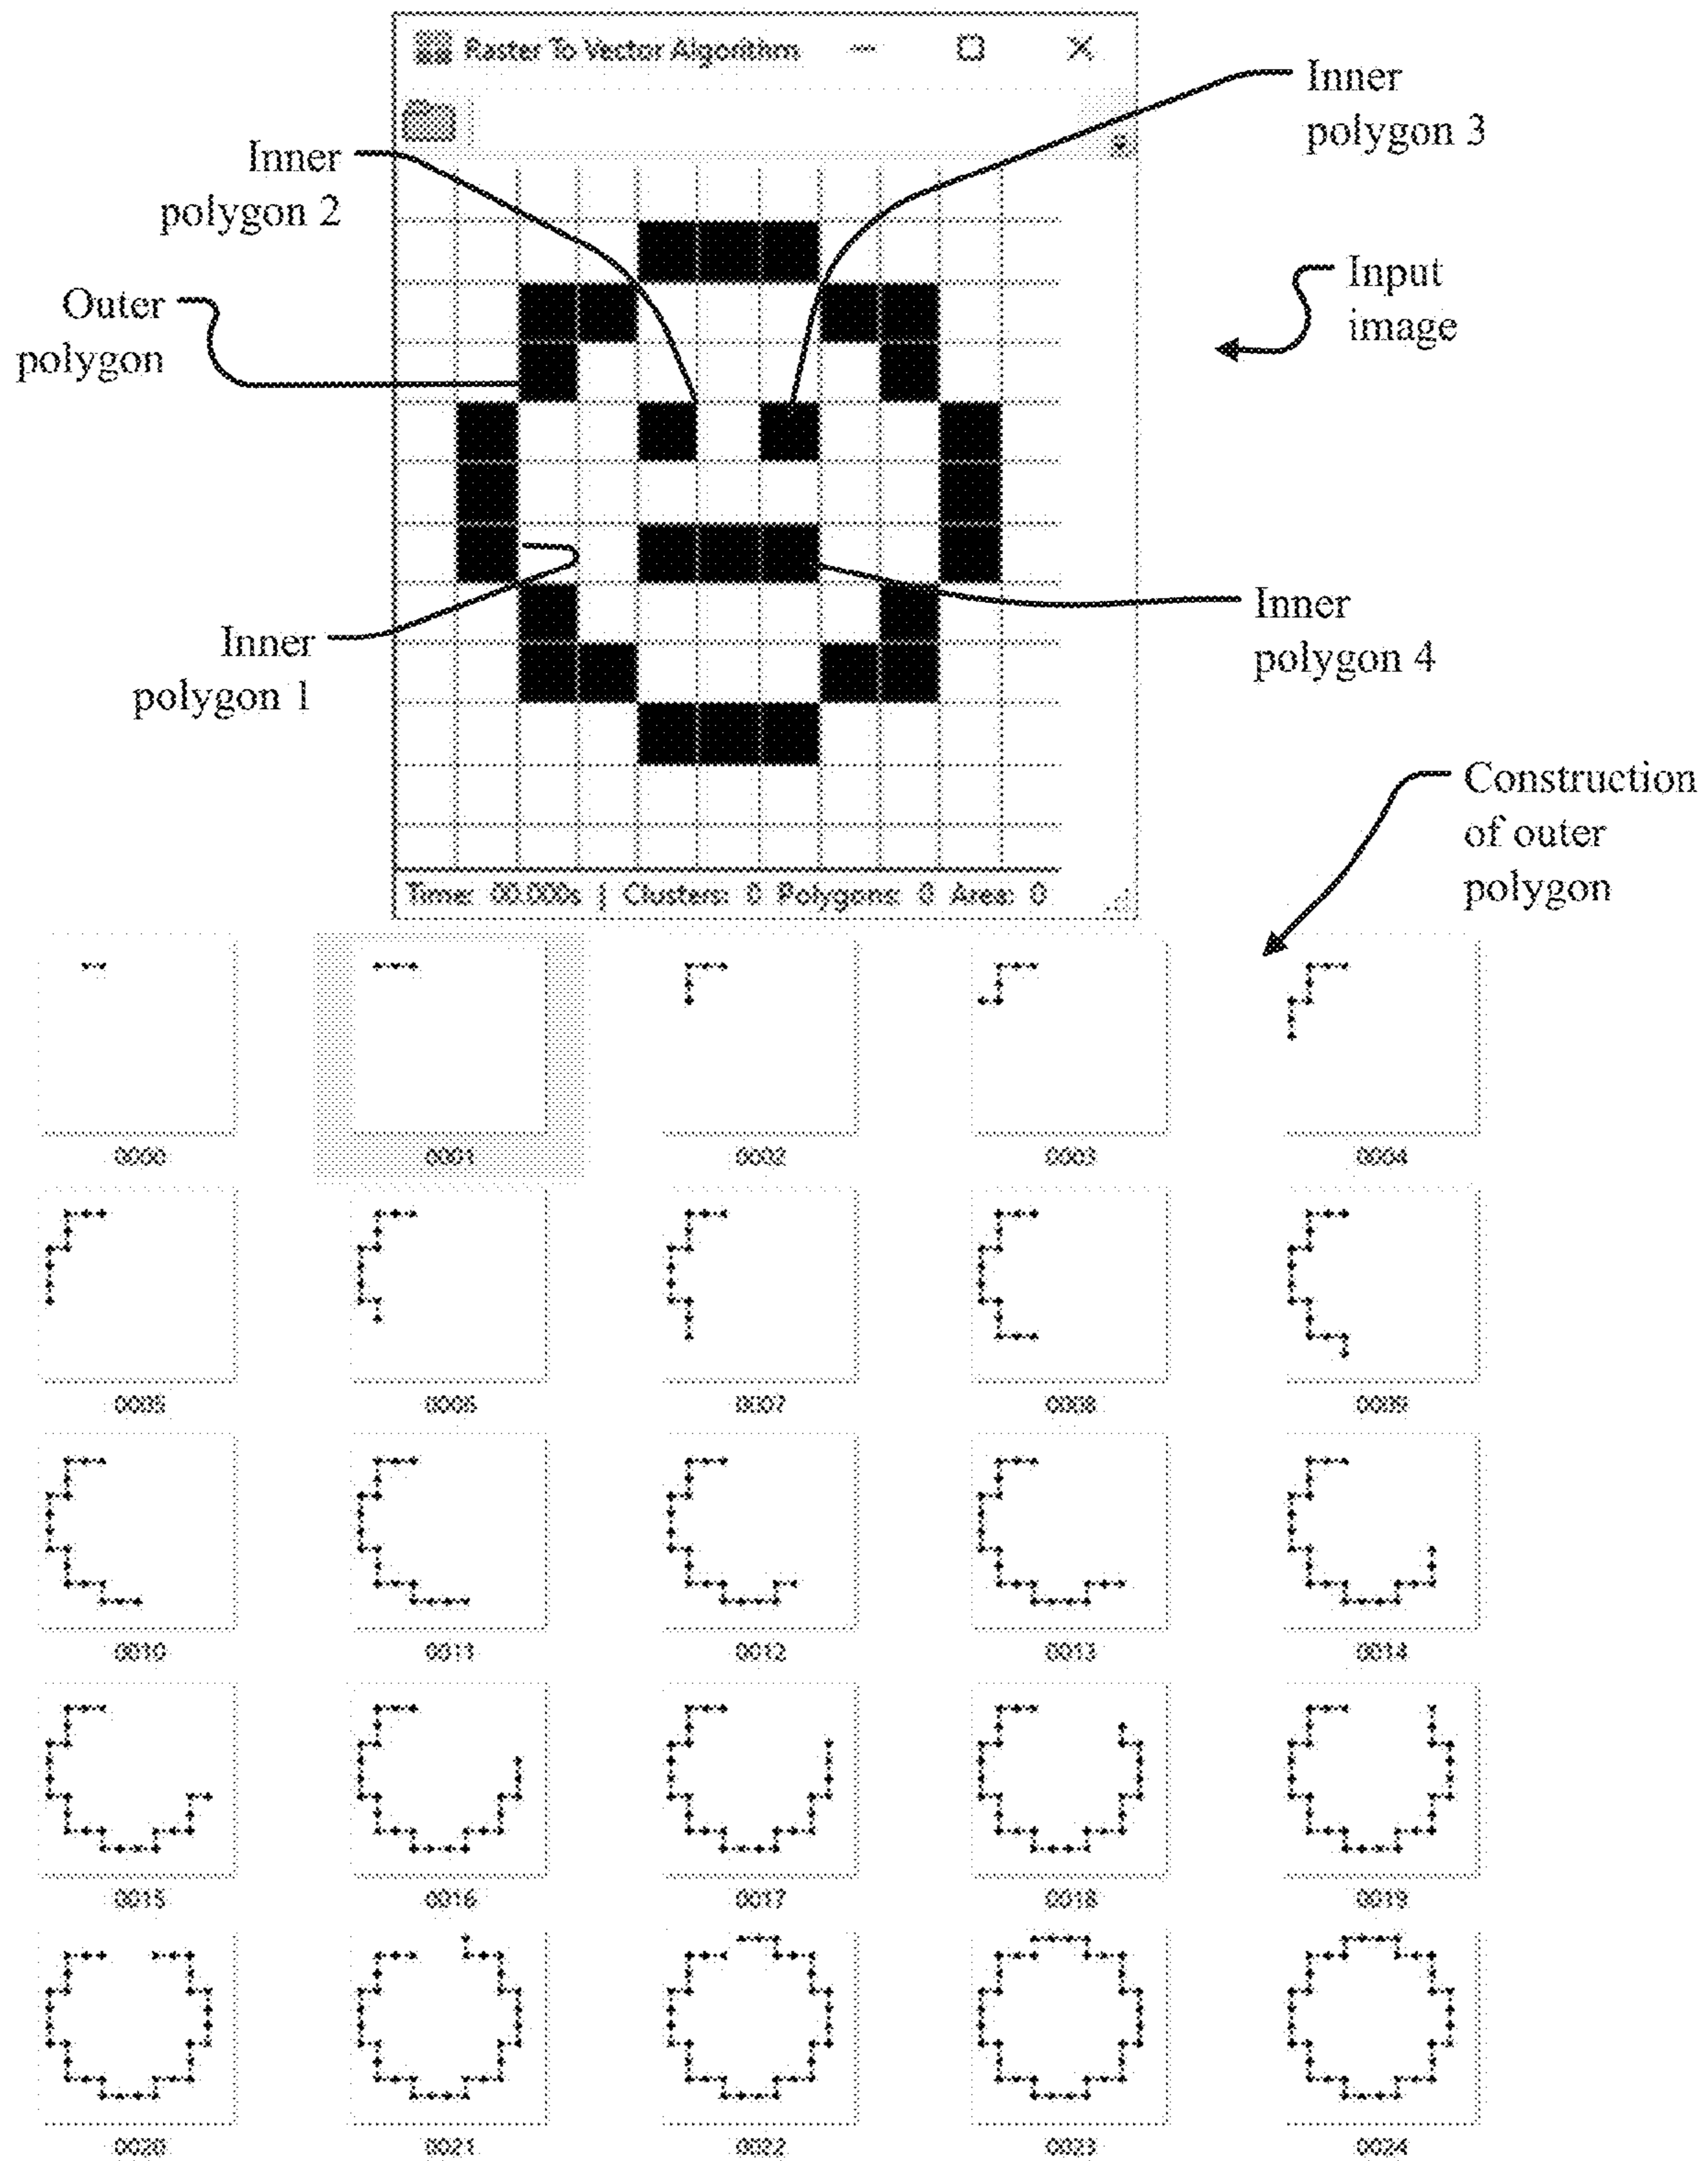 Raster To Vector Algorithm
Inner
polygon 3
Inner
polygon 2
Input
image
Outer
polygon
Inner
polygon 4
Inner
polygon 1
Construction
of outer
polygon
Time: 00.000s | Clusters: 0 Polygons: 0 Area: 0
0000 0001 0002 0003 0004
0005 0006 0007 0008 0009
0010 0011 0012 0013 0014
0015 0016 0017 0018 0019
0020 0021 0022 0023 0024